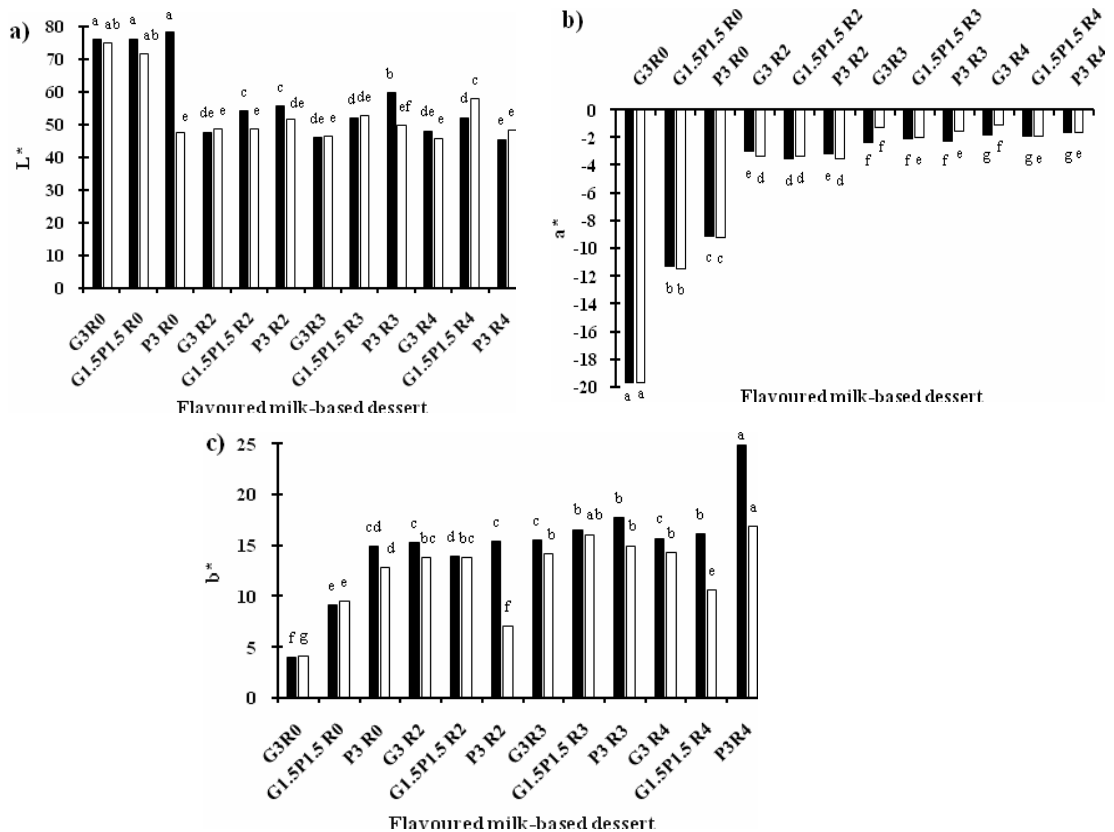 a)
L*
80
70
60
50
40
30
20
10
0
a ab a ab a e de e c e c de de e d de b ef de e d c e e
G3R0
G1.5P1.5 R0
P3 R0
G3 R2
G1.5P1.5 R2
P3 R2
G3R3
G1.5P1.5 R3
P3 R3
G3 R4
G1.5P1.5 R4
P3 R4
Flavoured milk-based dessert
b)
G3R0
G1.5P1.5 R0
P3 R0
G3 R2
G1.5P1.5 R2
P3 R2
G3R3
G1.5P1.5 R3
P3 R3
G3 R4
G1.5P1.5 R4
P3 R4
a*
0
-2
-4
-6
-8
-10
-12
-14
-16
-18
-20
a a b b c c e d d d e d f f f e f e g f g e g e
Flavoured milk-based dessert
c)
b*
25
20
15
10
5
0
f g e e cd d c bc d bc c f c b b ab b b c b b e a a
G3R0
G1.5P1.5 R0
P3 R0
G3 R2
G1.5P1.5 R2
P3 R2
G3R3
G1.5P1.5 R3
P3 R3
G3 R4
G1.5P1.5 R4
P3R4
Flavoured milk-based dessert